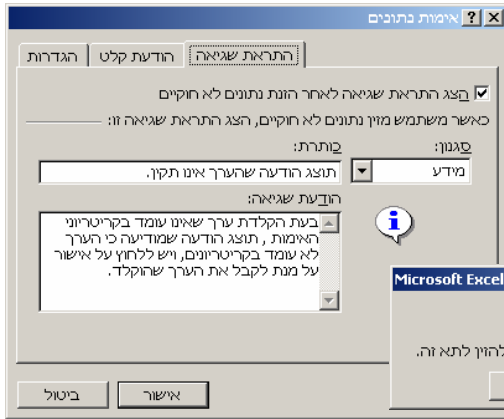 אימות נתונים
הגדרות
הודעת קלט
התראת שגיאה
הצג התראת שגיאה לאחר הזנת נתונים לא חוקיים
כאשר משתמש מזין נתונים לא חוקיים, הצג התראת שגיאה זו:
סגנון:
כותרת:
מידע
תוצג הודעה שהערך אינו תקין.
הודעת שגיאה:
בעת הקלדת ערך שאינו עומד בקריטריוני
האימות , תוצג הודעה שמודיעה כי הערך
לא עומד בקריטריונים, ויש ללחוץ על אישור
על מנת לקבל את הערך שהוקלד.
Microsoft Excel
להזין לתא זה.
אישור
ביטול